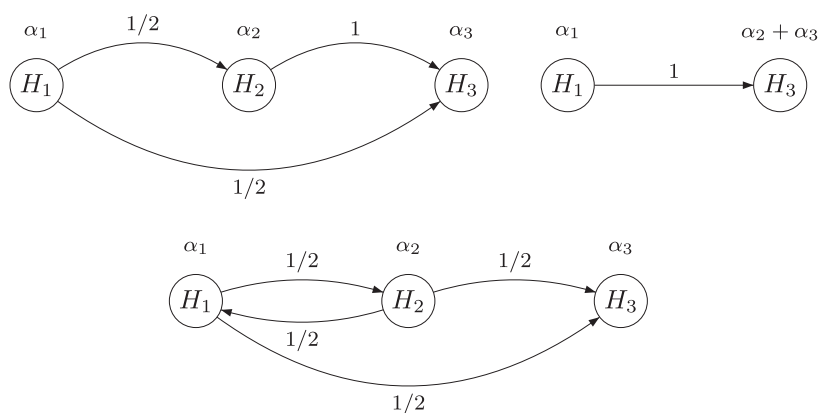 α₁ 1/2 α₂ 1 α₃ α₁ α₂ + α₃
H₁ H₂ H₃ H₁ 1 H₃
1/2
α₁ 1/2 α₂ 1/2 α₃
H₁ H₂ H₃
1/2
1/2